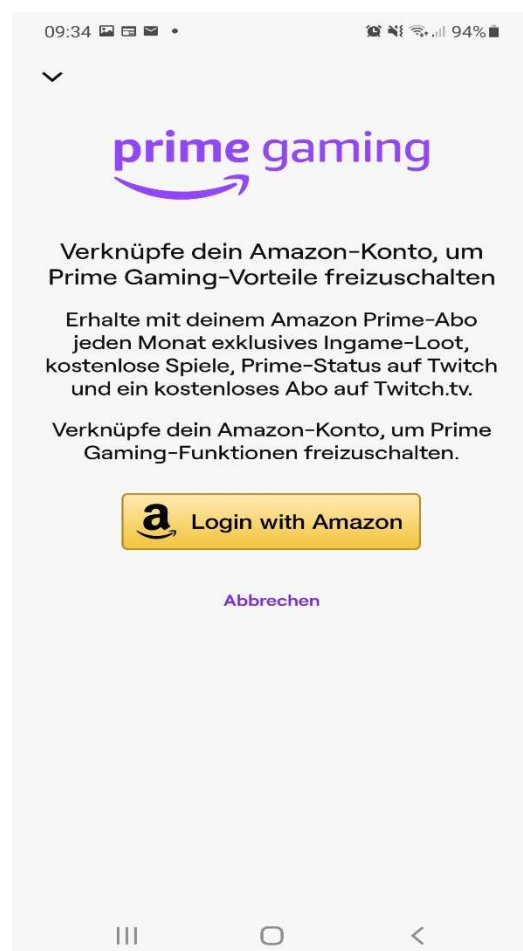 09:34 94%
prime gaming
Verknüpfe dein Amazon-Konto, um
Prime Gaming-Vorteile freizuschalten
Erhalte mit deinem Amazon Prime-Abo
jeden Monat exklusives Ingame-Loot,
kostenlose Spiele, Prime-Status auf Twitch
und ein kostenloses Abo auf Twitch.tv.
Verknüpfe dein Amazon-Konto, um Prime
Gaming-Funktionen freizuschalten.
a Login with Amazon
Abbrechen